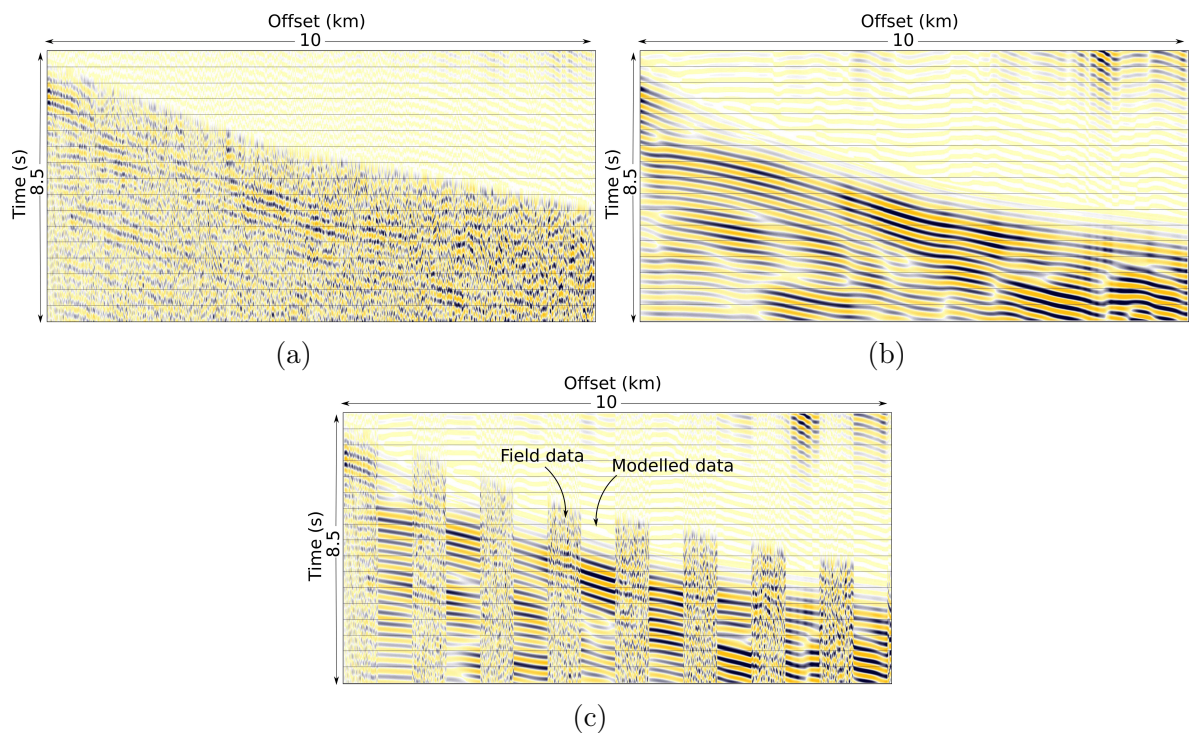 Offset (km)
10
Time (s)
8.5
(a)
Offset (km)
10
Time (s)
8.5
(b)
Offset (km)
10
Time (s)
8.5
Field data
Modelled data
(c)